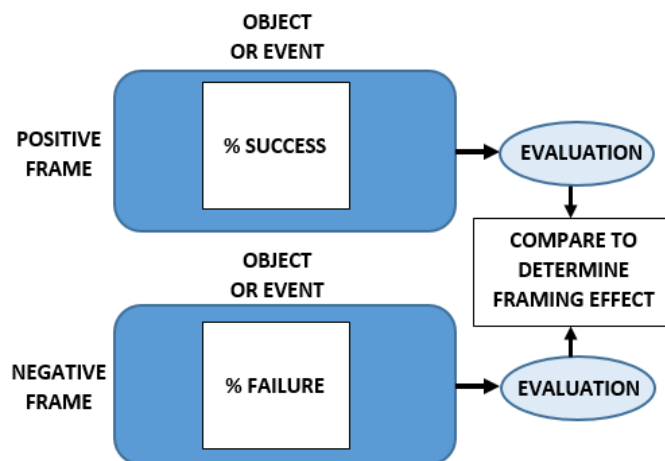 OBJECT
OR EVENT
POSITIVE
FRAME
% SUCCESS
EVALUATION
COMPARE TO
DETERMINE
FRAMING EFFECT
OBJECT
OR EVENT
NEGATIVE
FRAME
% FAILURE
EVALUATION